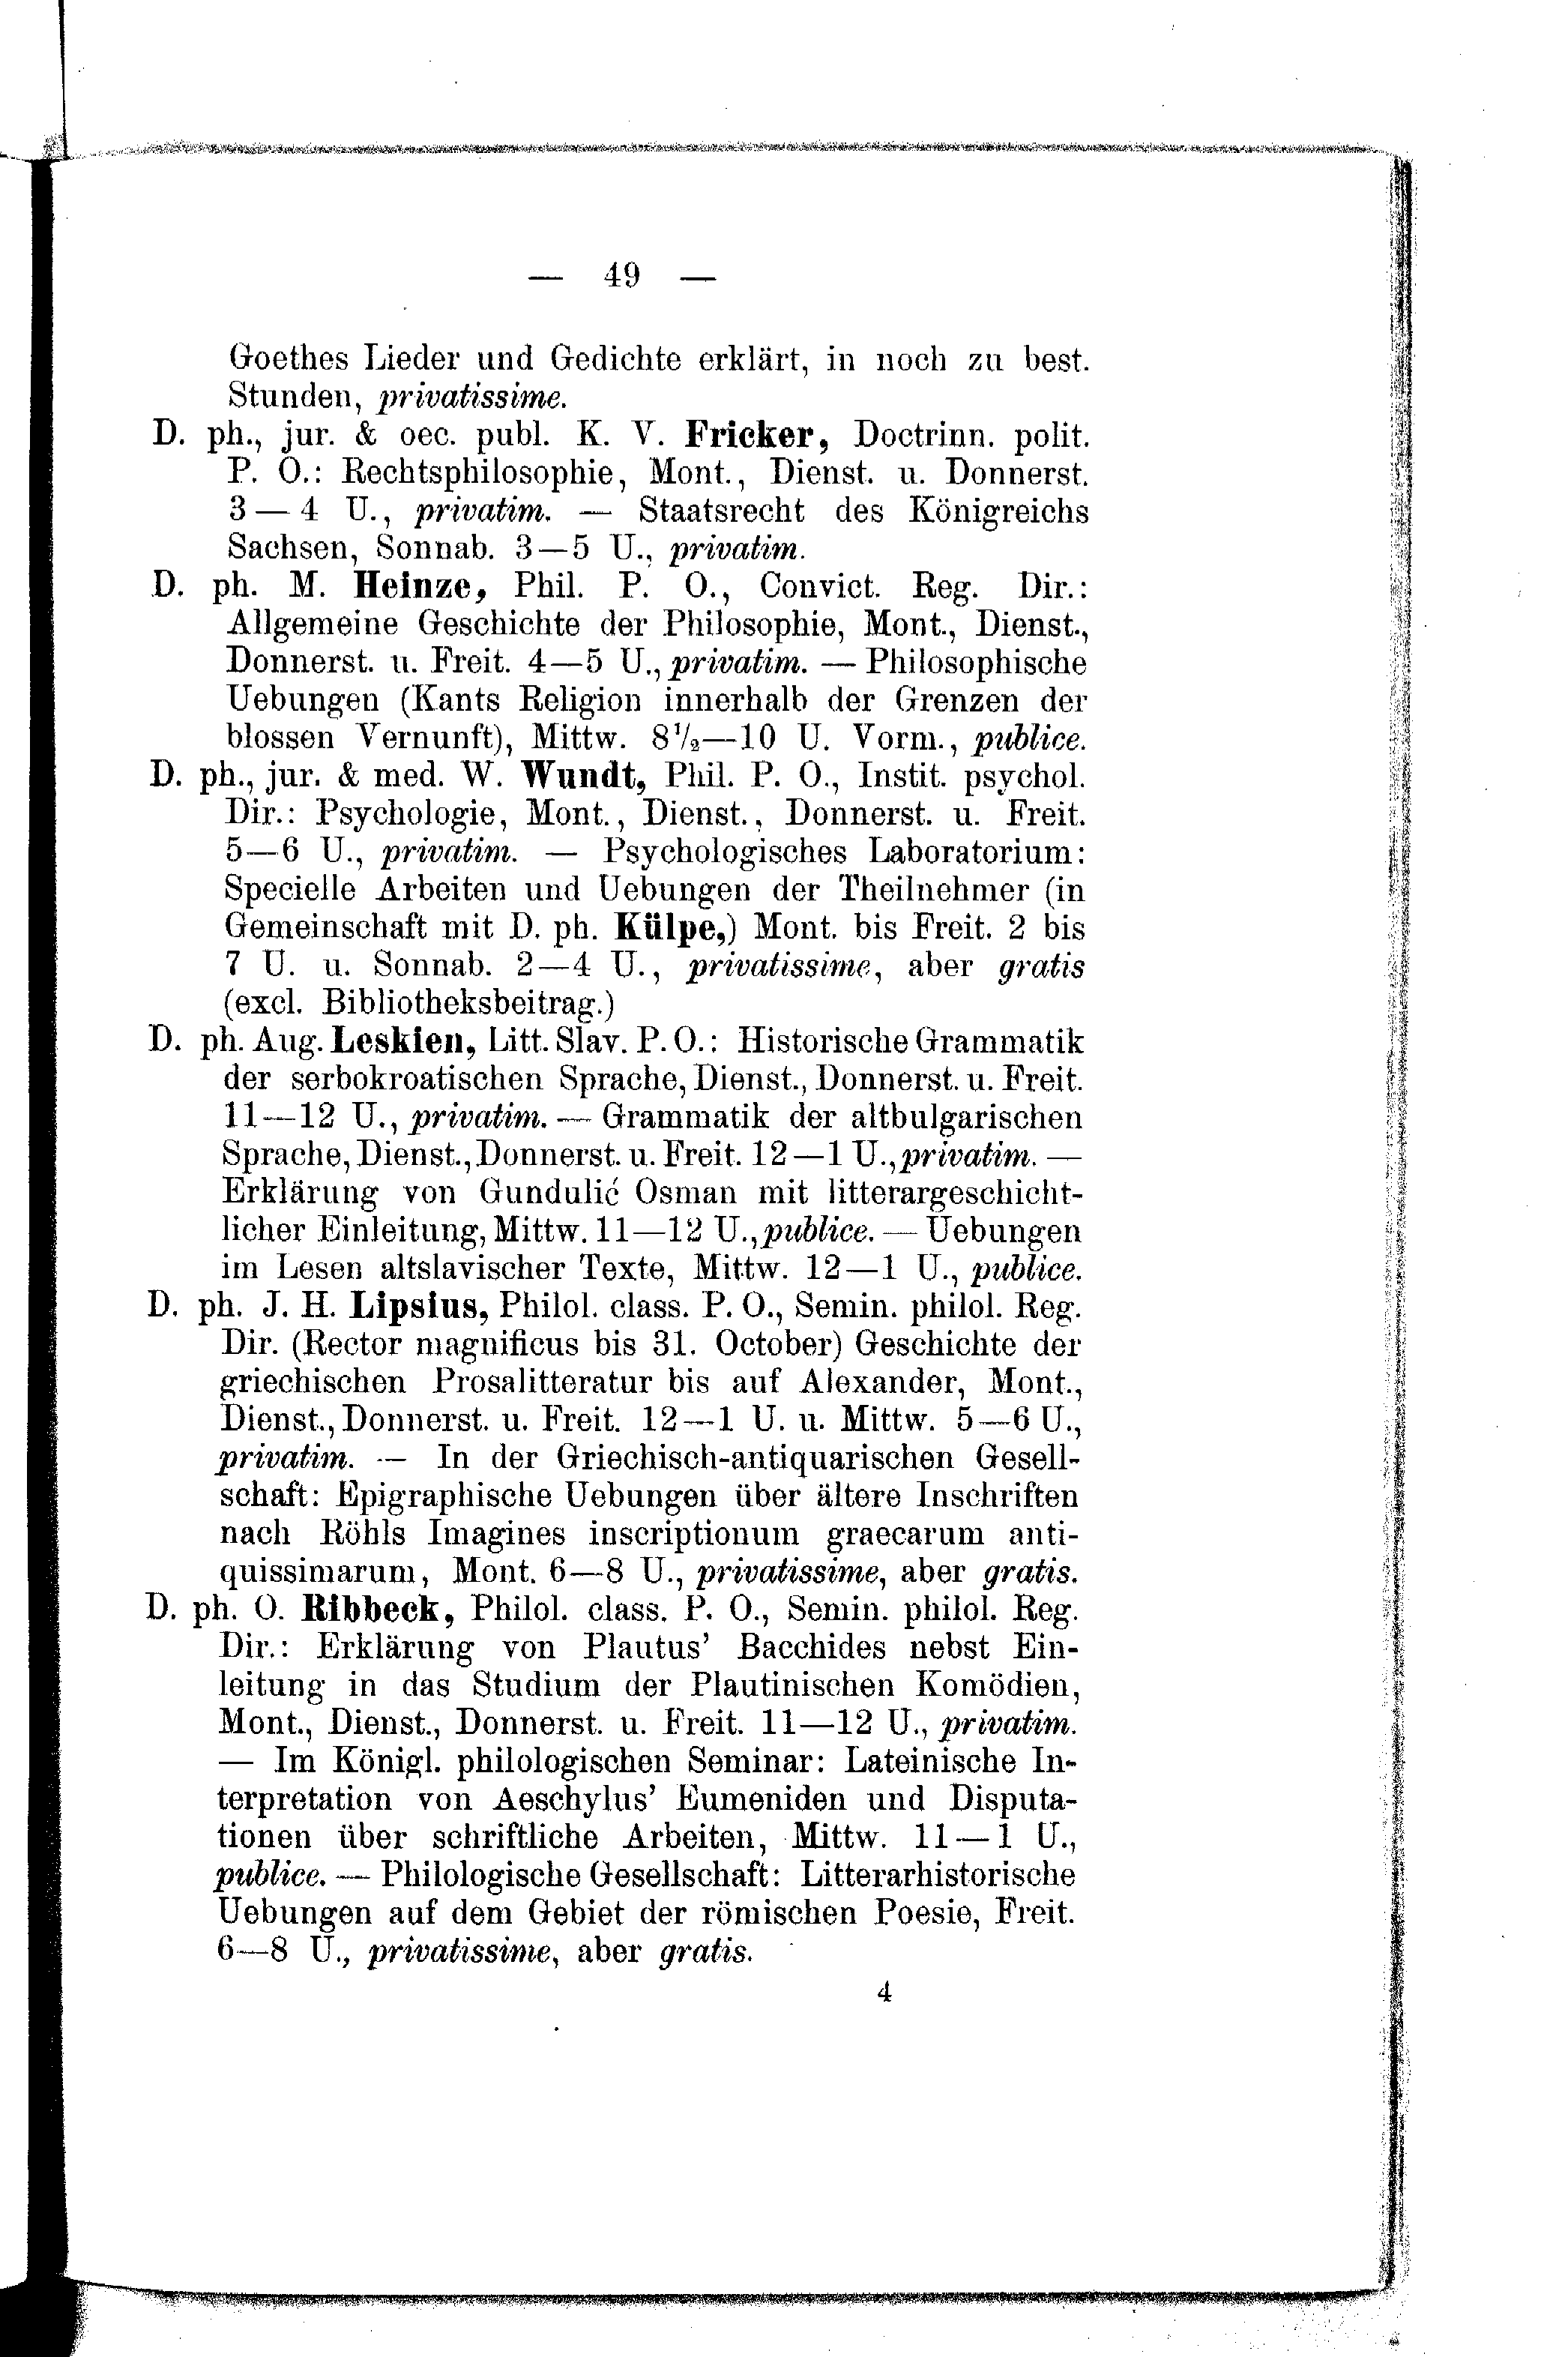 — 49 —
Goethes Lieder und Gedichte erklärt, in noch zu best.
Stunden, privatissime.
D. ph., jur. & oec. publ. K. V. Fricker, Doctrinn. polit.
P. O.: Rechtsphilosophie, Mont., Dienst. u. Donnerst.
3 — 4 U., privatim. — Staatsrecht des Königreichs
Sachsen, Sonnab. 3—5 U., privatim.
D. ph. M. Heinze, Phil. P. O., Convict. Reg. Dir.:
Allgemeine Geschichte der Philosophie, Mont., Dienst.,
Donnerst. u. Freit. 4—5 U., privatim. — Philosophische
Uebungen (Kants Religion innerhalb der Grenzen der
blossen Vernunft), Mittw. 8½—10 U. Vorm., publice.
D. ph., jur. & med. W. Wundt, Phil. P. O., Instit. psychol.
Dir.: Psychologie, Mont., Dienst., Donnerst. u. Freit.
5—6 U., privatim. — Psychologisches Laboratorium:
Specielle Arbeiten und Uebungen der Theilnehmer (in
Gemeinschaft mit D. ph. Külpe,) Mont. bis Freit. 2 bis
7 U. u. Sonnab. 2—4 U., privatissime, aber gratis
(excl. Bibliotheksbeitrag.)
D. ph. Aug. Leskien, Litt. Slav. P. O.: Historische Grammatik
der serbokroatischen Sprache, Dienst., Donnerst. u. Freit.
11—12 U., privatim. — Grammatik der altbulgarischen
Sprache, Dienst., Donnerst. u. Freit. 12—1 U., privatim. —
Erklärung von Gundulić Osman mit litterargeschicht-
licher Einleitung, Mittw. 11—12 U., publice. — Uebungen
im Lesen altslavischer Texte, Mittw. 12—1 U., publice.
D. ph. J. H. Lipsius, Philol. class. P. O., Semin. philol. Reg.
Dir. (Rector magnificus bis 31. October) Geschichte der
griechischen Prosalitteratur bis auf Alexander, Mont.,
Dienst., Donnerst. u. Freit. 12—1 U. u. Mittw. 5—6 U.,
privatim. — In der Griechisch-antiquarischen Gesell-
schaft: Epigraphische Uebungen über ältere Inschriften
nach Röhls Imagines inscriptionum graecarum anti-
quissimarum, Mont. 6—8 U., privatissime, aber gratis.
D. ph. O. Ribbeck, Philol. class. P. O., Semin. philol. Reg.
Dir.: Erklärung von Plautus' Bacchides nebst Ein-
leitung in das Studium der Plautinischen Komödien,
Mont., Dienst., Donnerst. u. Freit. 11—12 U., privatim.
— Im Königl. philologischen Seminar: Lateinische In-
terpretation von Aeschylus' Eumeniden und Disputa-
tionen über schriftliche Arbeiten, Mittw. 11—1 U.,
publice. — Philologische Gesellschaft: Litterarhistorische
Uebungen auf dem Gebiet der römischen Poesie, Freit.
6—8 U., privatissime, aber gratis.
4